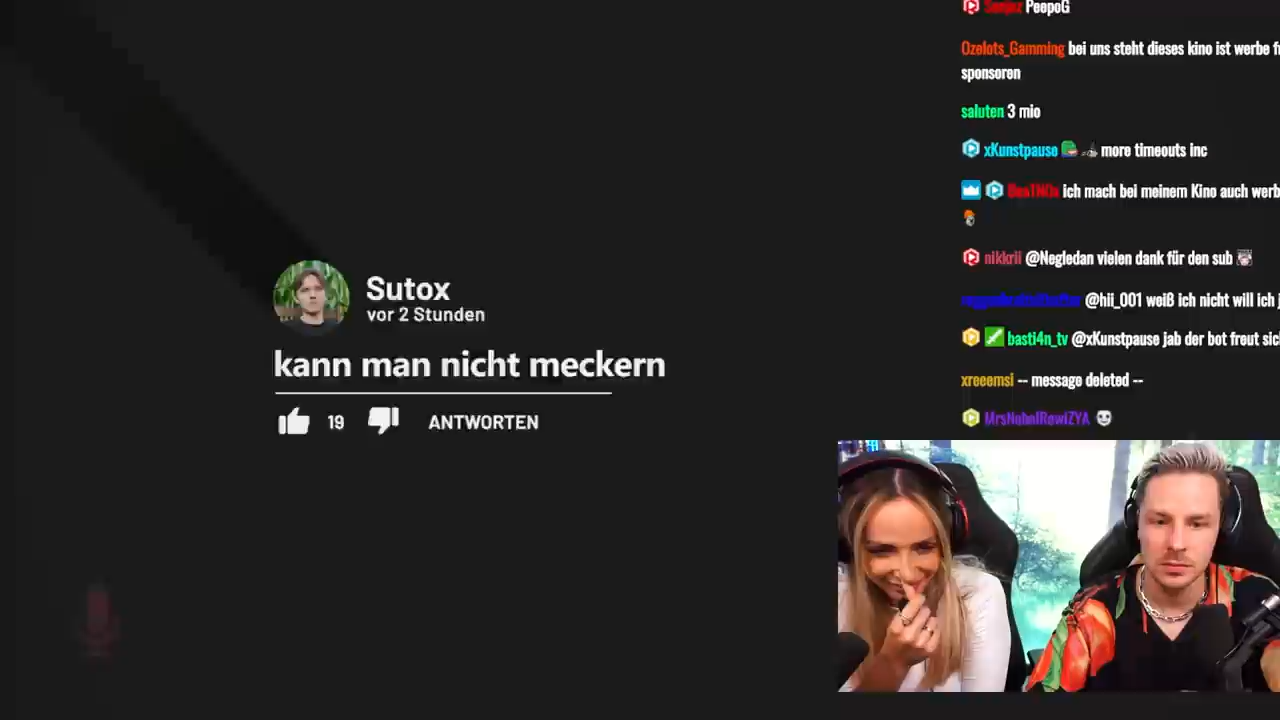 PeepoG
Ozelots_Gamming bei uns steht dieses kino ist werbe
sponsoren
saluten 3 mio
xKunstpause more timeouts inc
ich mach bei meinem Kino auch werb
nikkrii @Negledan vielen dank für den sub
@hii_001 weiß ich nicht will ich
basti4n_tv @xKunstpause jab der bot freut sic
xreeemsi -- message deleted --
Sutox
vor 2 Stunden
kann man nicht meckern
19 ANTWORTEN